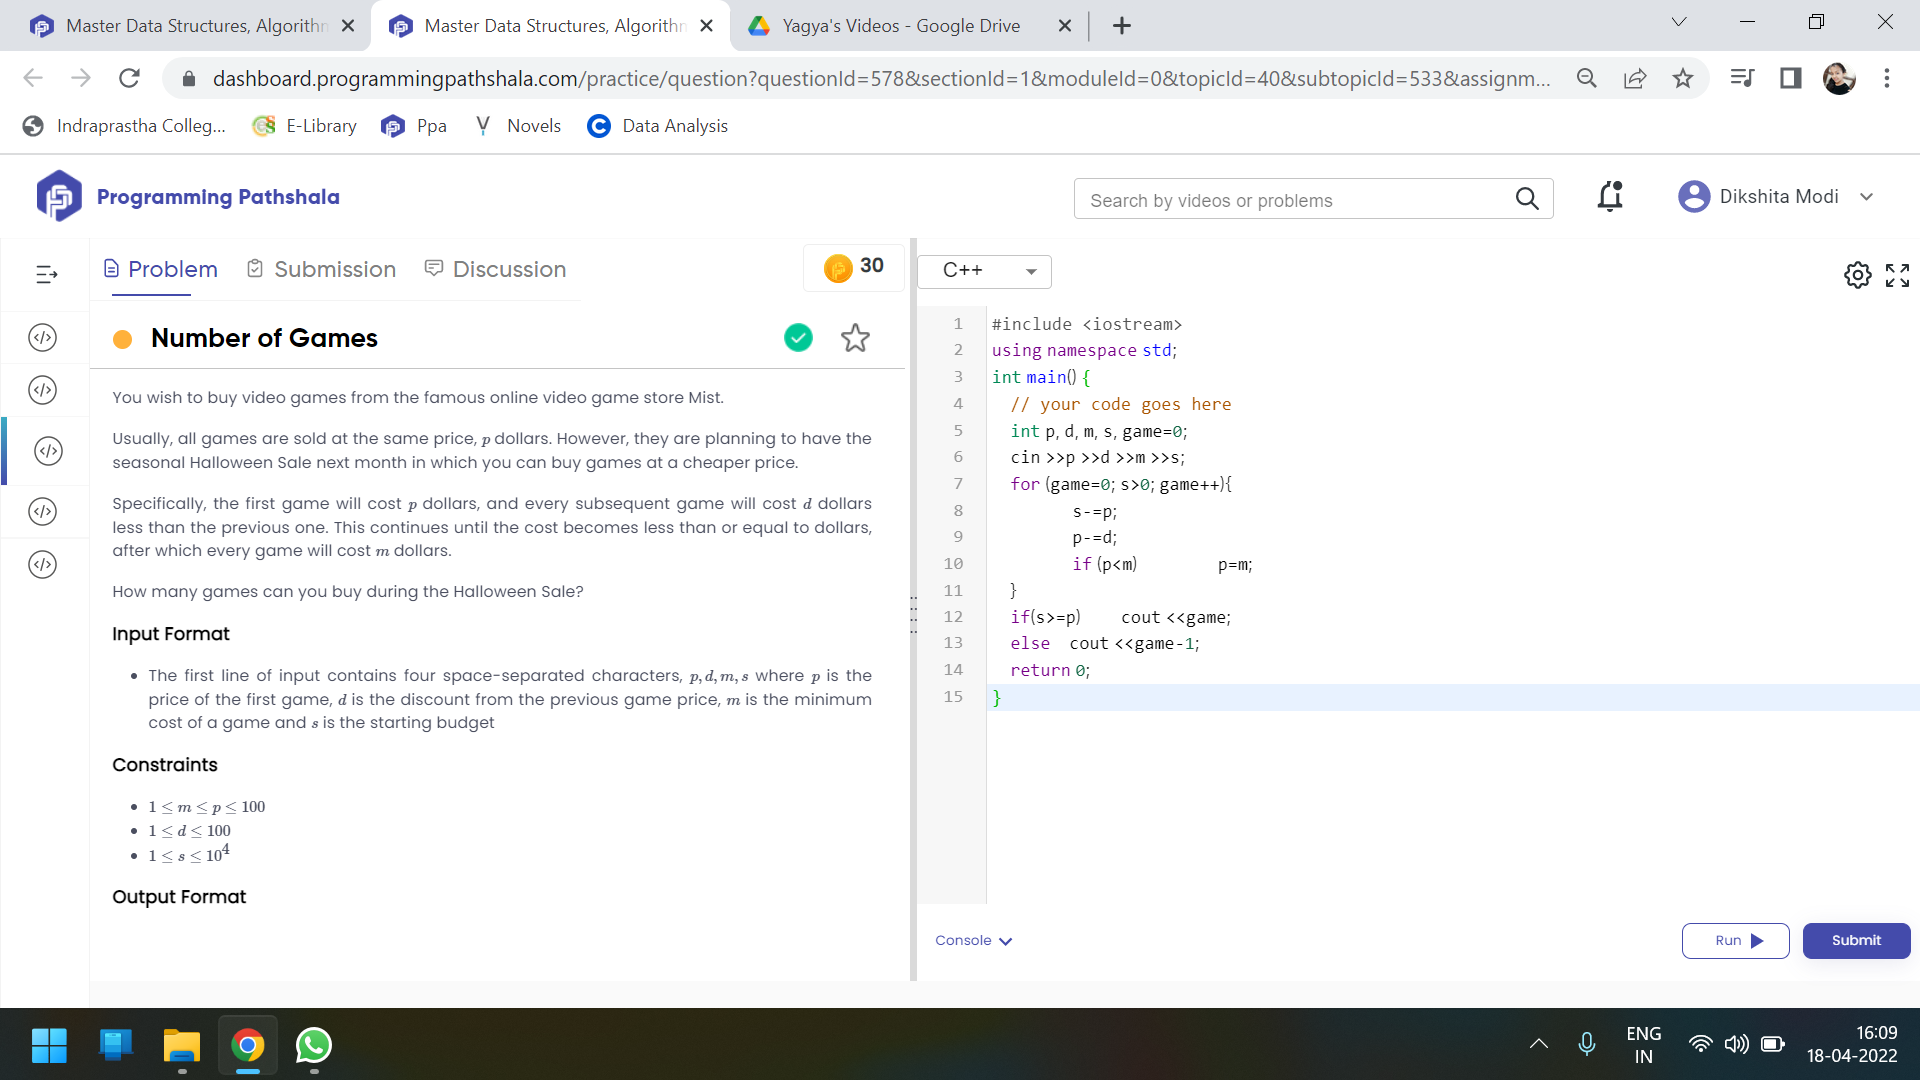 Master Data Structures, Algorithm
Master Data Structures, Algorithm
Yagya's Videos - Google Drive
dashboard.programmingpathshala.com/practice/question?questionId=578&sectionId=1&moduleId=0&topicId=40&subtopicId=533&assignm...
Indraprastha Colleg...
E-Library
Ppa
Novels
Data Analysis
Programming Pathshala
Search by videos or problems
Dikshita Modi
Problem
Submission
Discussion
30
C++
Number of Games
You wish to buy video games from the famous online video game store Mist.
Usually, all games are sold at the same price, p dollars. However, they are planning to have the
seasonal Halloween Sale next month in which you can buy games at a cheaper price.
Specifically, the first game will cost p dollars, and every subsequent game will cost d dollars
less than the previous one. This continues until the cost becomes less than or equal to dollars,
after which every game will cost m dollars.
How many games can you buy during the Halloween Sale?
Input Format
• The first line of input contains four space-separated characters, p, d, m, s where p is the
price of the first game, d is the discount from the previous game price, m is the minimum
cost of a game and s is the starting budget
Constraints
• 1 ≤ m ≤ p ≤ 100
• 1 ≤ d ≤ 100
• 1 ≤ s ≤ 10⁴
Output Format
1 #include <iostream>
2 using namespace std;
3 int main() {
4 // your code goes here
5 int p, d, m, s, game=0;
6 cin >>p >>d >>m >>s;
7 for (game=0; s>0; game++){
8 s-=p;
9 p-=d;
10 if (p<m) p=m;
11 }
12 if(s>=p) cout <<game;
13 else cout <<game-1;
14 return 0;
15 }
Console
Run
Submit
ENG
IN
16:09
18-04-2022